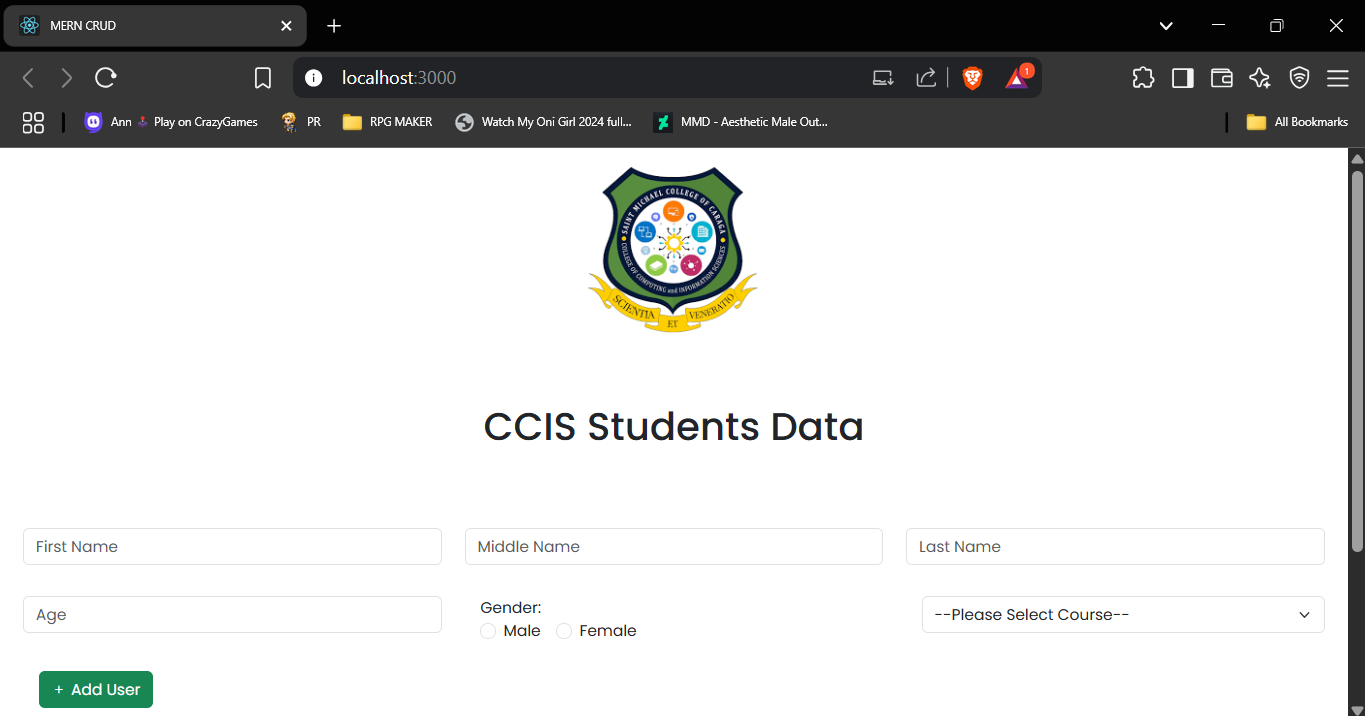 MERN CRUD
localhost:3000
1
Ann
Play on CrazyGames
PR
RPG MAKER
Watch My Oni Girl 2024 full...
MMD - Aesthetic Male Out...
All Bookmarks
SAINT MICHAEL COLLEGE OF CARAGA
COLLEGE OF COMPUTING and INFORMATION SCIENCES
SCIENTIA ET VENERATIO
CCIS Students Data
First Name
Middle Name
Last Name
Age
Gender:
Male
Female
--Please Select Course--
+ Add User